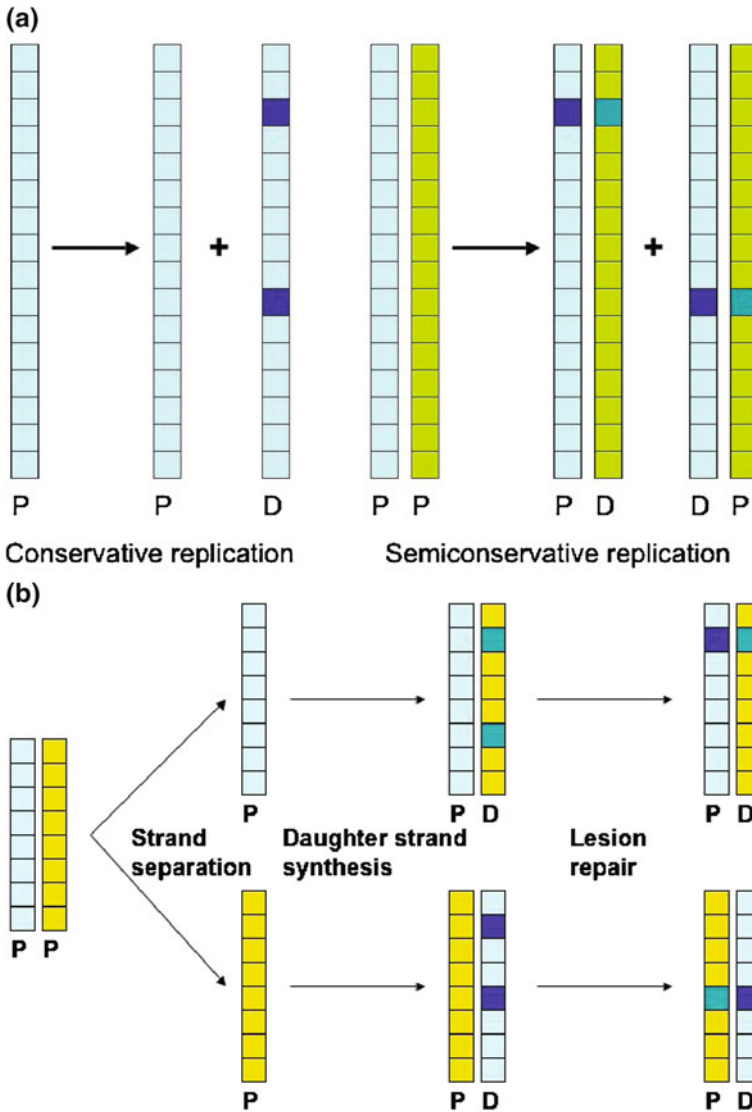 (a)
+
+
P P D P P P D D P
Conservative replication Semiconservative replication
(b)
P P D P D
Strand separation Daughter strand synthesis Lesion repair
P P
P P D P D